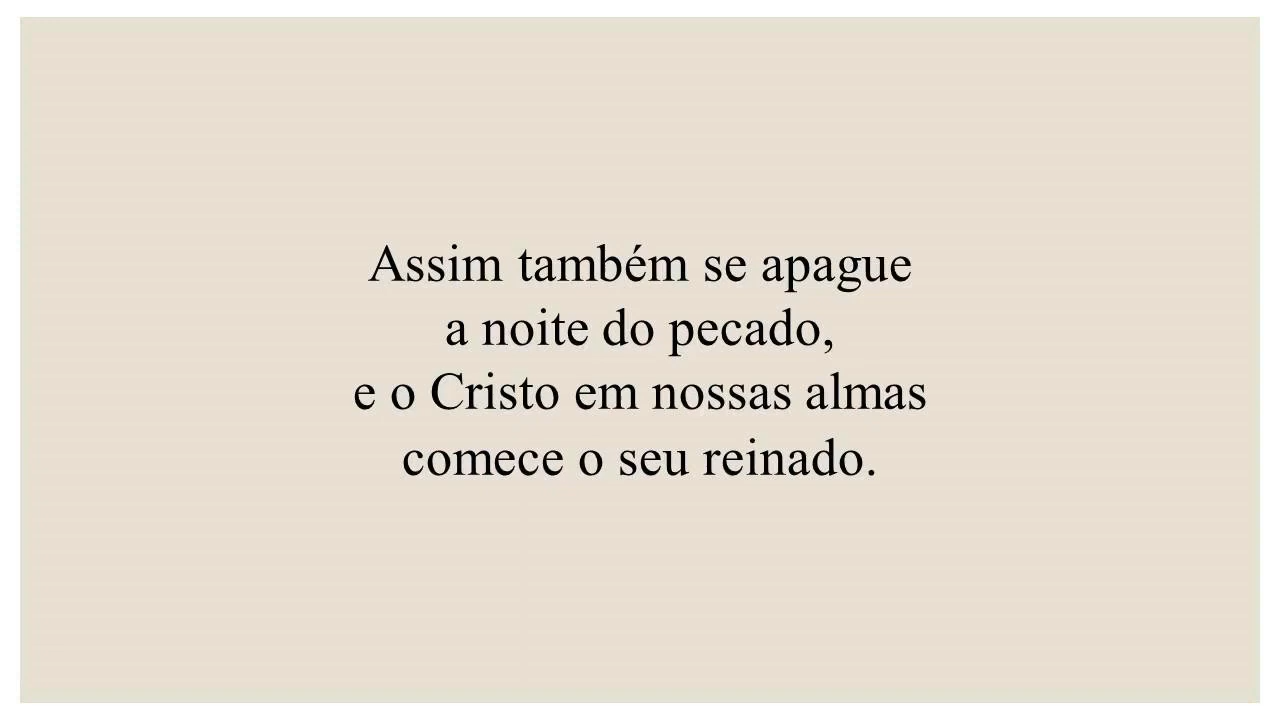 Assim também se apague
a noite do pecado,
e o Cristo em nossas almas
comece o seu reinado.